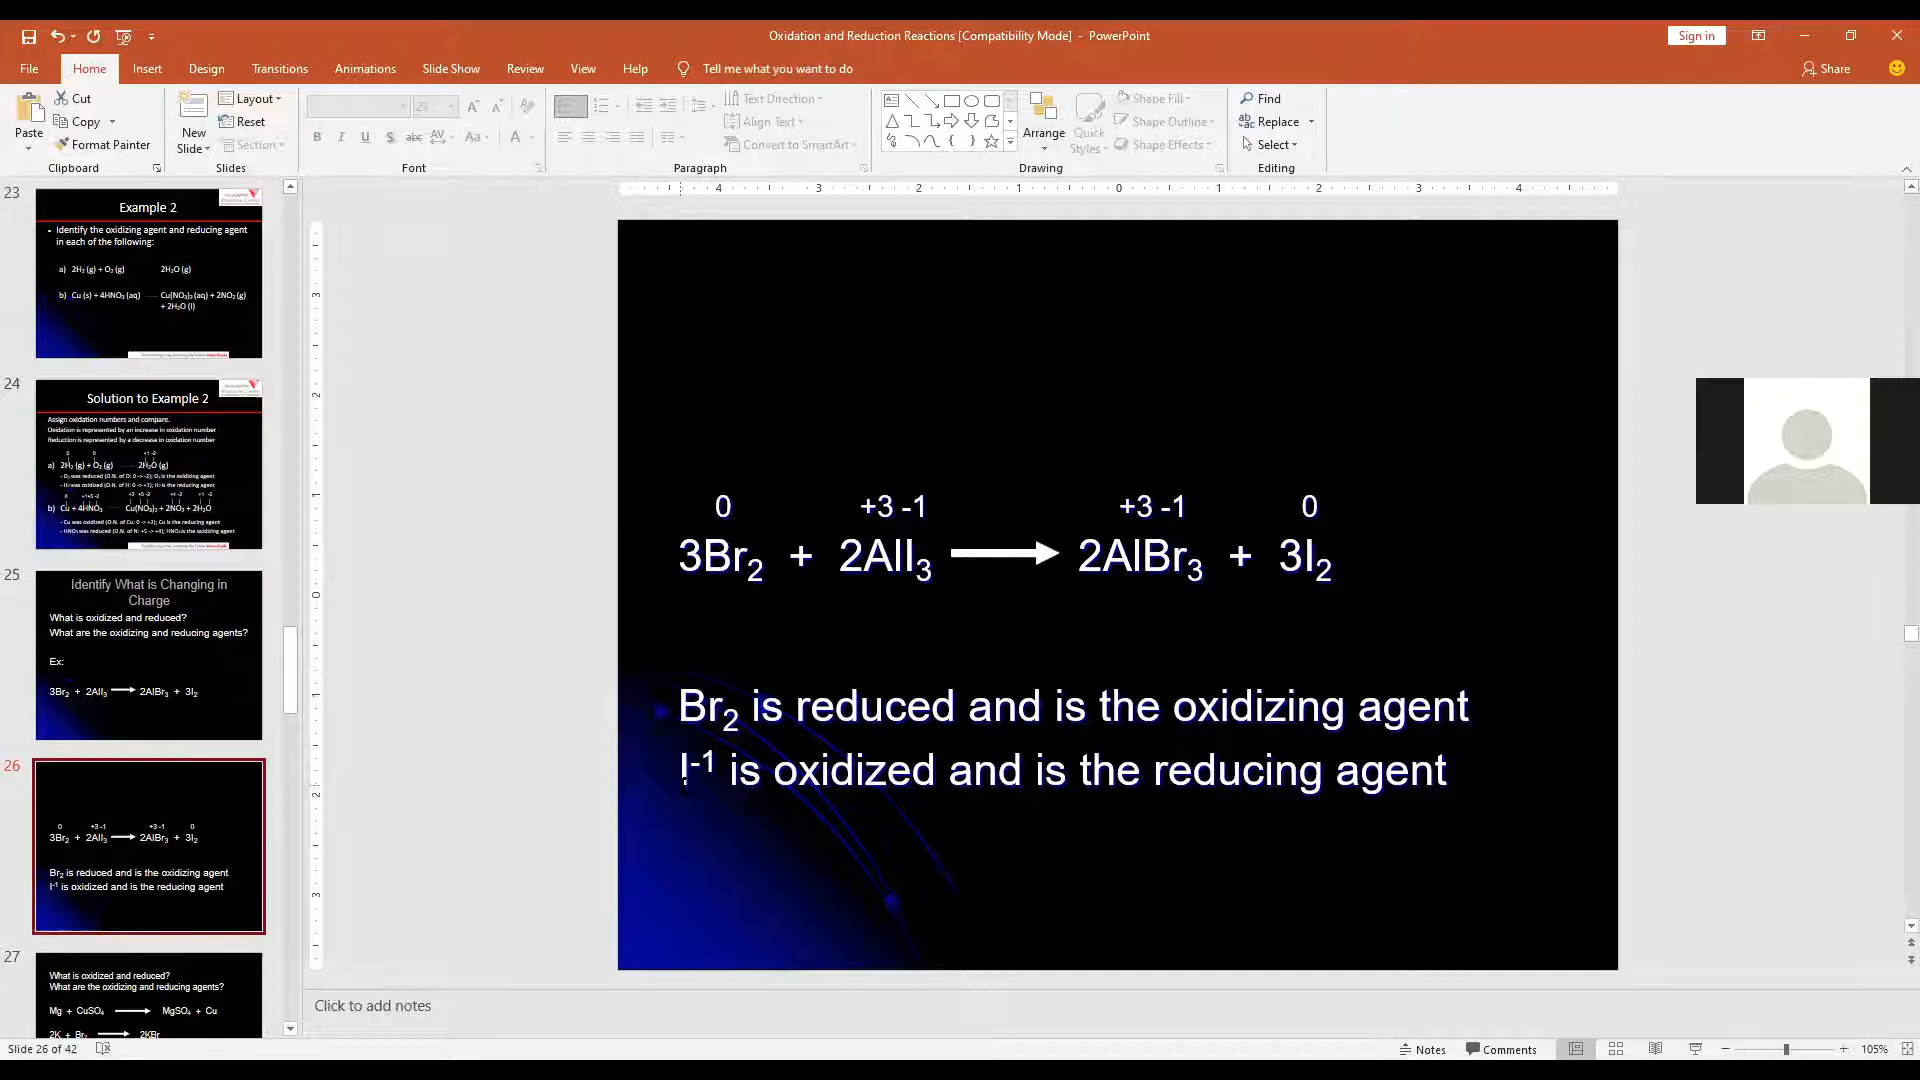 Oxidation and Reduction Reactions [Compatibility Mode] - PowerPoint
Sign in
File Home Insert Design Transitions Animations Slide Show Review View Help Tell me what you want to do
Share
Paste
Cut
Copy
Format Painter
Clipboard
New Slide
Layout
Reset
Section
Slides
Font
Text Direction
Align Text
Convert to SmartArt
Paragraph
Arrange
Quick Styles
Shape Fill
Shape Outline
Shape Effects
Drawing
Find
Replace
Select
Editing
23
Example 2
• Identify the oxidizing agent and reducing agent
in each of the following:
a) 2H₂ (g) + O₂ (g) 2H₂O (g)
b) Cu (s) + 4HNO₃ (aq) Cu(NO₃)₂ (aq) + 2NO₂ (g)
+ 2H₂O (l)
24
Solution to Example 2
Assign oxidation numbers and compare.
Oxidation is represented by an increase in oxidation number
Reduction is represented by a decrease in oxidation number
0 0 +1 -2
a) 2H₂ (g) + O₂ (g) 2H₂O (g)
- O₂ was reduced (O.N. of O: 0 -> -2); O₂ is the oxidizing agent
- H₂ was oxidized (O.N. of H: 0 -> +1); H₂ is the reducing agent
0 +1+5 -2 +2 +5 -2 +4 -2 +1 -2
b) Cu + 4HNO₃ Cu(NO₃)₂ + 2NO₂ + 2H₂O
- Cu was oxidized (O.N. of Cu: 0 -> +2); Cu is the reducing agent
- HNO₃ was reduced (O.N. of N: +5 -> +4); HNO₃ is the oxidizing agent
25
Identify What is Changing in
Charge
What is oxidized and reduced?
What are the oxidizing and reducing agents?
Ex:
3Br₂ + 2AlI₃ → 2AlBr₃ + 3I₂
26
0 +3 -1 +3 -1 0
3Br₂ + 2AlI₃ → 2AlBr₃ + 3I₂
Br₂ is reduced and is the oxidizing agent
I⁻¹ is oxidized and is the reducing agent
27
What is oxidized and reduced?
What are the oxidizing and reducing agents?
Mg + CuSO₄ → MgSO₄ + Cu
2K + Br₂ → 2KBr
0 +3 -1 +3 -1 0
3Br₂ + 2AlI₃ → 2AlBr₃ + 3I₂
Br₂ is reduced and is the oxidizing agent
I⁻¹ is oxidized and is the reducing agent
Click to add notes
Slide 26 of 42
Notes
Comments
105%